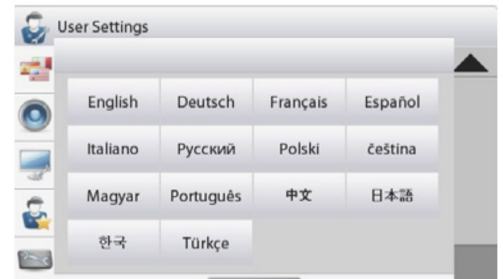 User Settings
English Deutsch Français Español
Italiano Русский Polski čeština
Magyar Português 中文 日本語
한국 Türkçe